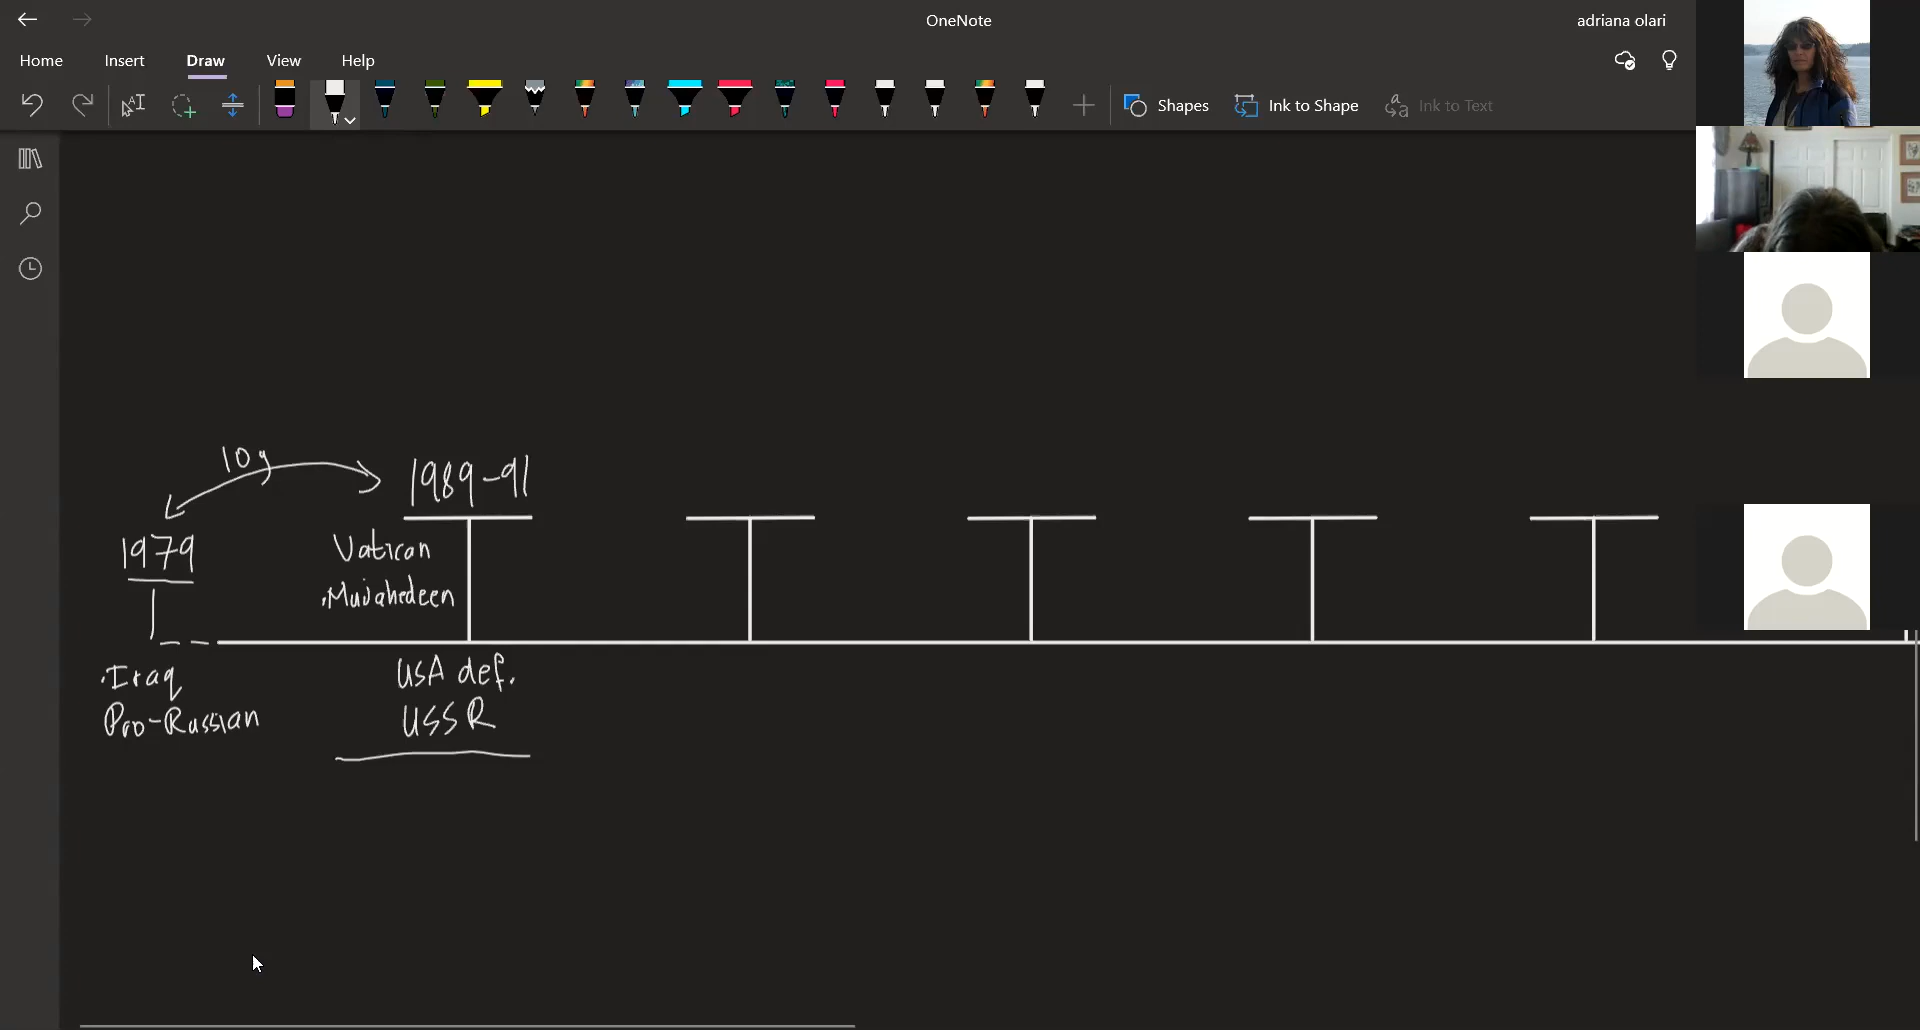 OneNote
adriana olari
Home Insert Draw View Help
Shapes Ink to Shape Ink to Text
10y
1989-91
1979
Vatican
.Mujahedeen
.Iraq
Pro-Russian
USA def.
USSR